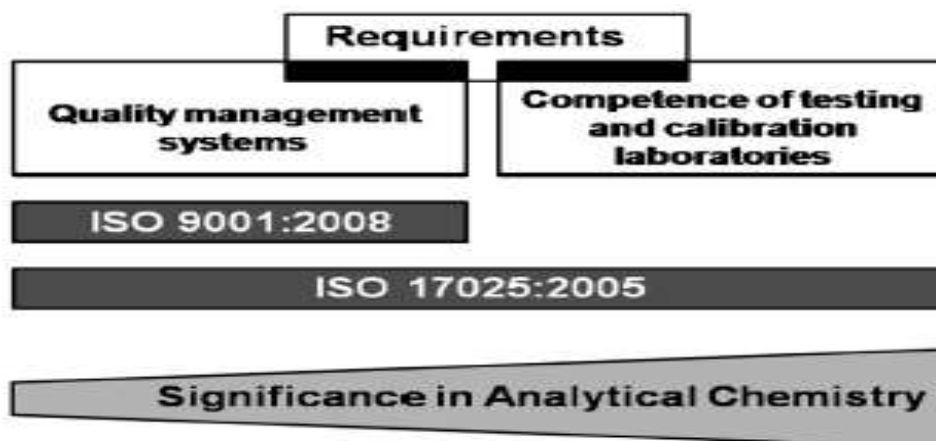 Requirements
Quality management
systems
Competence of testing
and calibration
laboratories
ISO 9001:2008
ISO 17025:2005
Significance in Analytical Chemistry